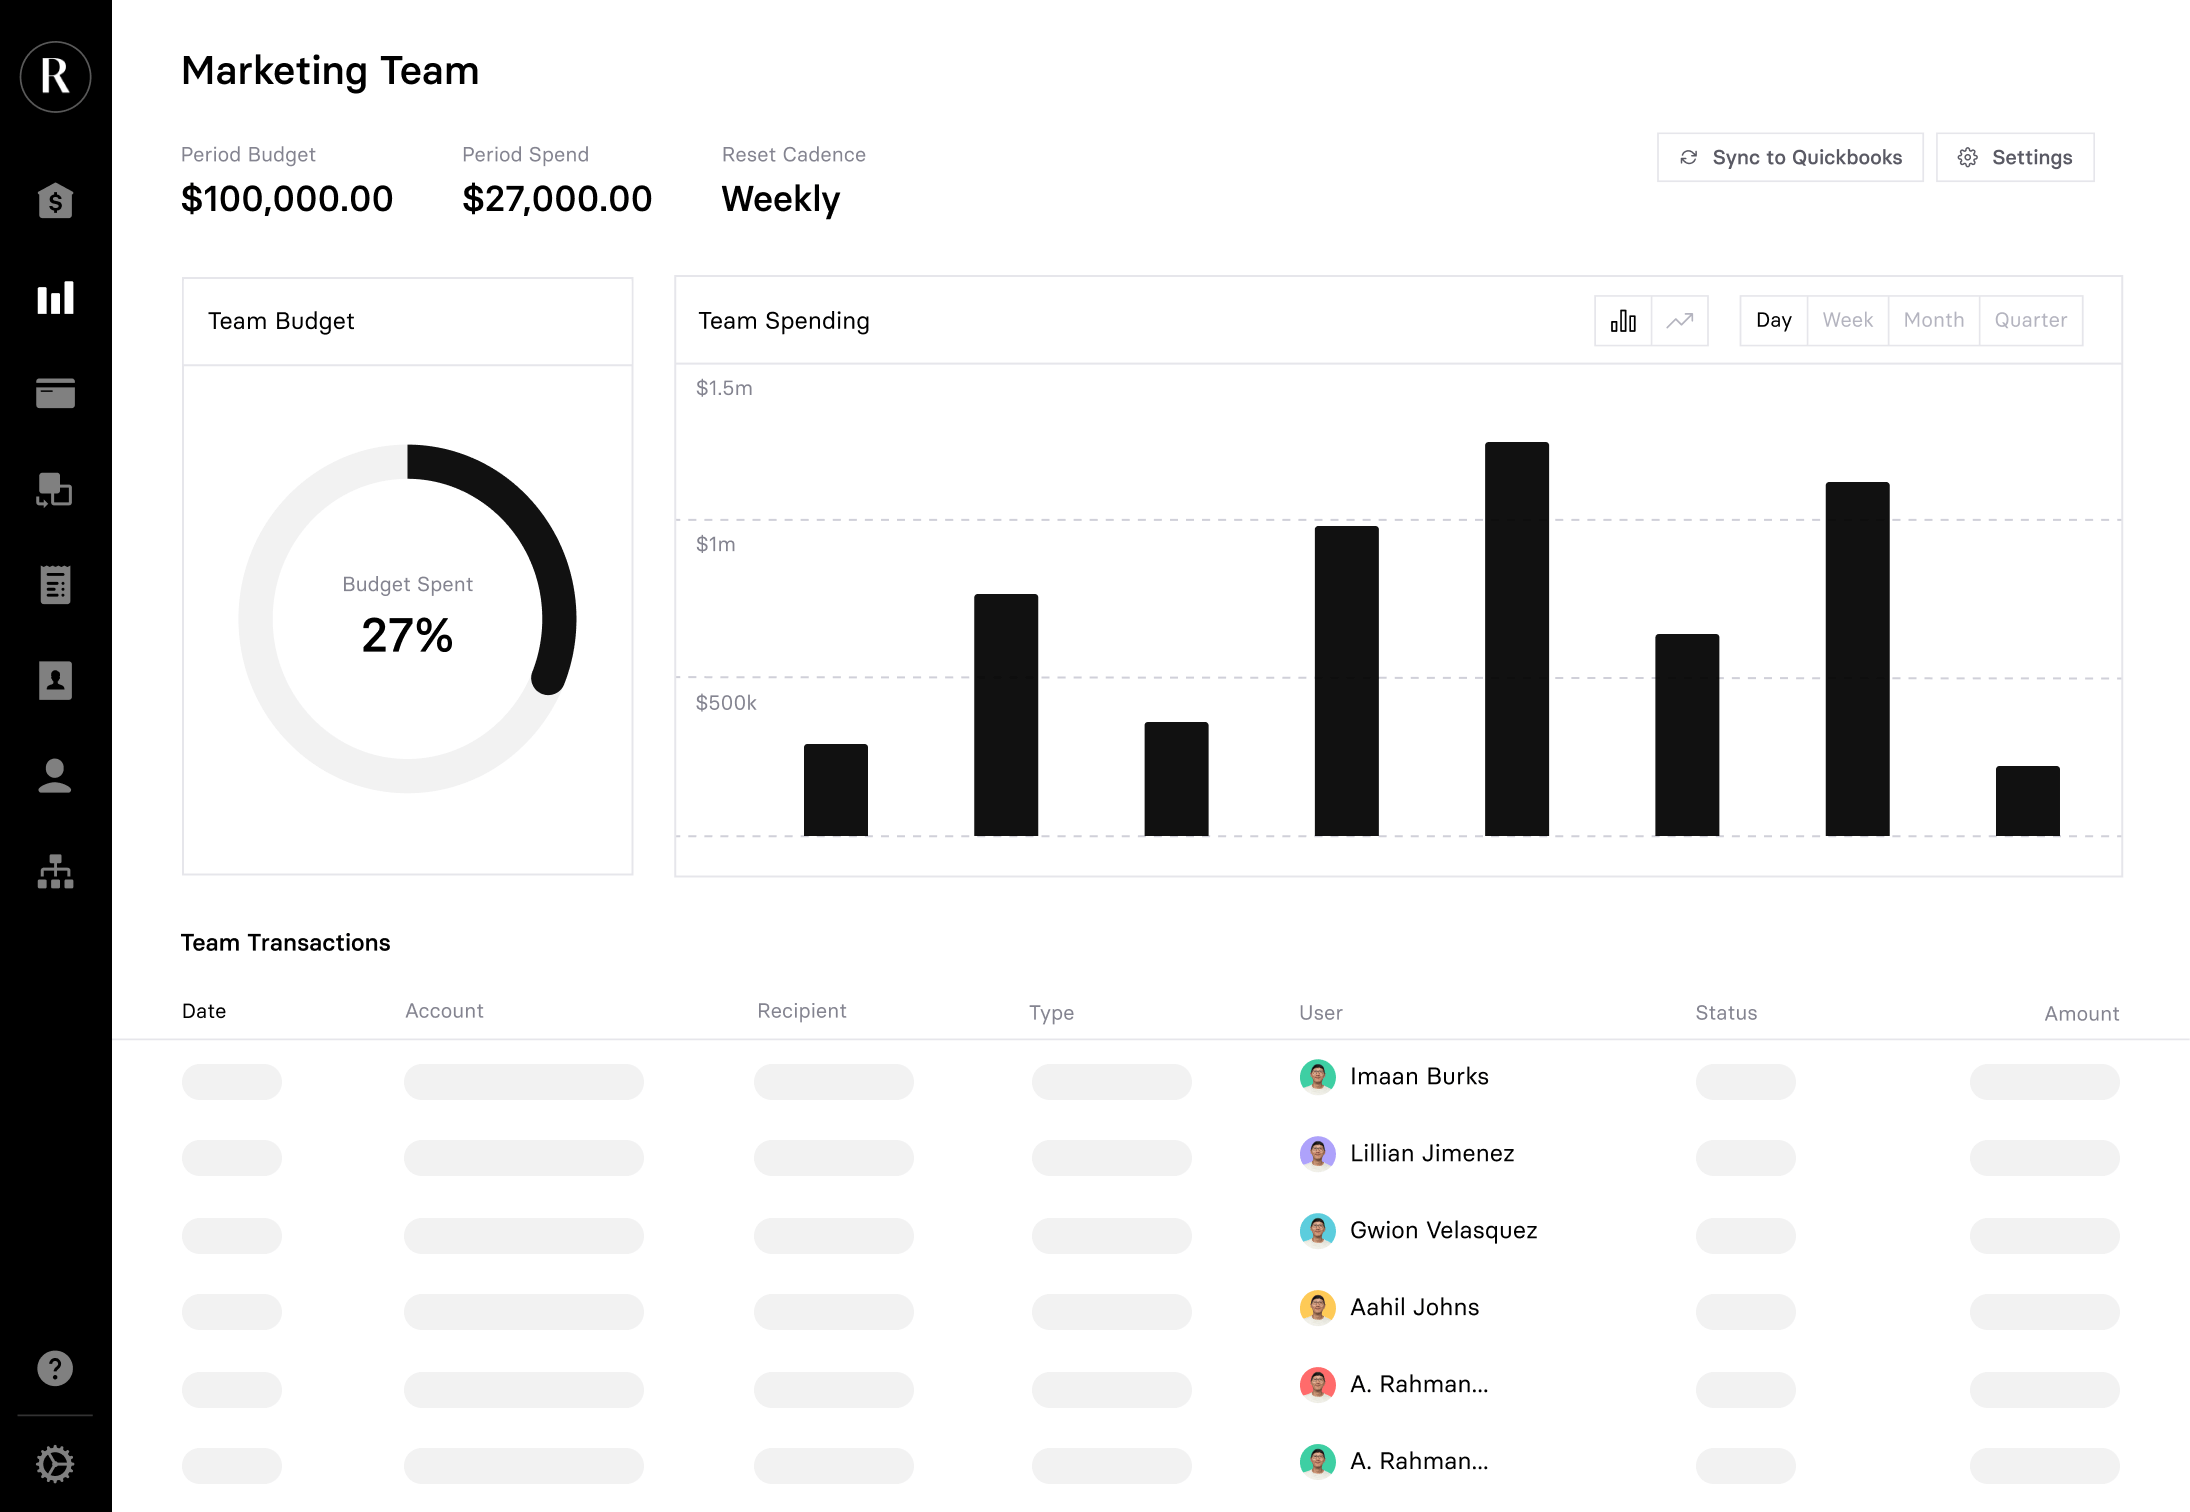 R
Marketing Team
Period Budget
$100,000.00
Period Spend
$27,000.00
Reset Cadence
Weekly
Sync to Quickbooks
Settings
Team Budget
Budget Spent
27%
Team Spending
Day
Week
Month
Quarter
$1.5m
$1m
$500k
Team Transactions
Date
Account
Recipient
Type
User
Status
Amount
Imaan Burks
Lillian Jimenez
Gwion Velasquez
Aahil Johns
A. Rahman...
A. Rahman...